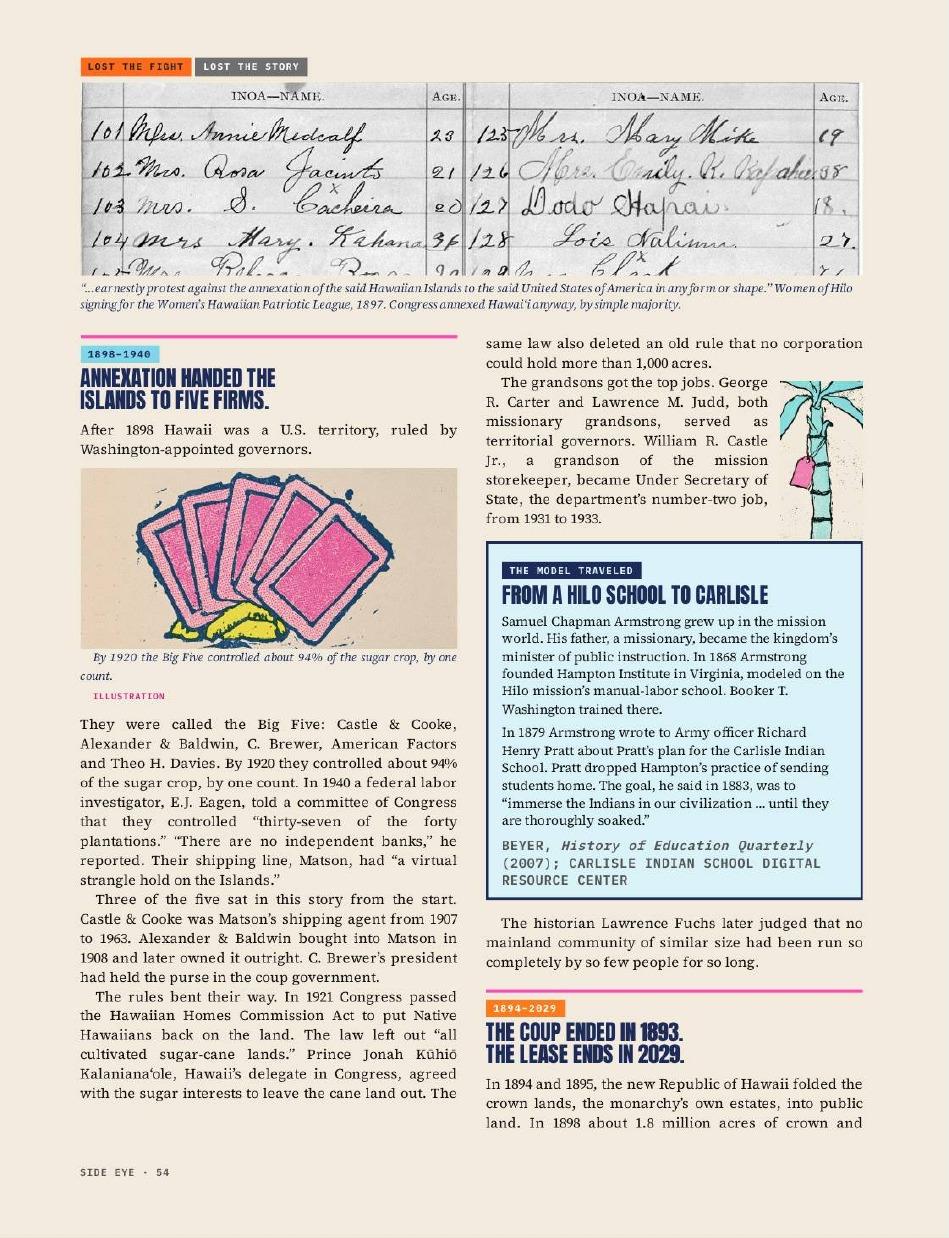 LOST THE FIGHT LOST THE STORY
INOA—NAME. AGE. INOA—NAME. AGE.
101 Mrs. Annie Medcalf 23 125 Mrs. Mary Mike 19
102 Mrs. Rosa Jacinto 21 126 Mrs. Emily. K. 38
103 Mrs. S. Cacheira 20 127 Dodo Hapai. 18.
104 Mrs Mary. Kahana 36 128 Lois 27.
“...earnestly protest against the annexation of the said Hawaiian Islands to the said United States of America in any form or shape.” Women of Hilo
signing for the Women’s Hawaiian Patriotic League, 1897. Congress annexed Hawaiʻi anyway, by simple majority.
1898–1940
ANNEXATION HANDED THE
ISLANDS TO FIVE FIRMS.
After 1898 Hawaii was a U.S. territory, ruled by
Washington-appointed governors.
By 1920 the Big Five controlled about 94% of the sugar crop, by one
count.
ILLUSTRATION
They were called the Big Five: Castle & Cooke,
Alexander & Baldwin, C. Brewer, American Factors
and Theo H. Davies. By 1920 they controlled about 94%
of the sugar crop, by one count. In 1940 a federal labor
investigator, E.J. Eagen, told a committee of Congress
that they controlled “thirty-seven of the forty
plantations.” “There are no independent banks,” he
reported. Their shipping line, Matson, had “a virtual
strangle hold on the Islands.”
Three of the five sat in this story from the start.
Castle & Cooke was Matson’s shipping agent from 1907
to 1963. Alexander & Baldwin bought into Matson in
1908 and later owned it outright. C. Brewer’s president
had held the purse in the coup government.
The rules bent their way. In 1921 Congress passed
the Hawaiian Homes Commission Act to put Native
Hawaiians back on the land. The law left out “all
cultivated sugar-cane lands.” Prince Jonah Kūhiō
Kalanianaʻole, Hawaii’s delegate in Congress, agreed
with the sugar interests to leave the cane land out. The
same law also deleted an old rule that no corporation
could hold more than 1,000 acres.
The grandsons got the top jobs. George
R. Carter and Lawrence M. Judd, both
missionary grandsons, served as
territorial governors. William R. Castle
Jr., a grandson of the mission
storekeeper, became Under Secretary of
State, the department’s number-two job,
from 1931 to 1933.
THE MODEL TRAVELED
FROM A HILO SCHOOL TO CARLISLE
Samuel Chapman Armstrong grew up in the mission
world. His father, a missionary, became the kingdom’s
minister of public instruction. In 1868 Armstrong
founded Hampton Institute in Virginia, modeled on the
Hilo mission’s manual-labor school. Booker T.
Washington trained there.
In 1879 Armstrong wrote to Army officer Richard
Henry Pratt about Pratt’s plan for the Carlisle Indian
School. Pratt dropped Hampton’s practice of sending
students home. The goal, he said in 1883, was to
“immerse the Indians in our civilization ... until they
are thoroughly soaked.”
BEYER, History of Education Quarterly
(2007); CARLISLE INDIAN SCHOOL DIGITAL
RESOURCE CENTER
The historian Lawrence Fuchs later judged that no
mainland community of similar size had been run so
completely by so few people for so long.
1894–2029
THE COUP ENDED IN 1893.
THE LEASE ENDS IN 2029.
In 1894 and 1895, the new Republic of Hawaii folded the
crown lands, the monarchy’s own estates, into public
land. In 1898 about 1.8 million acres of crown and
SIDE EYE · 54